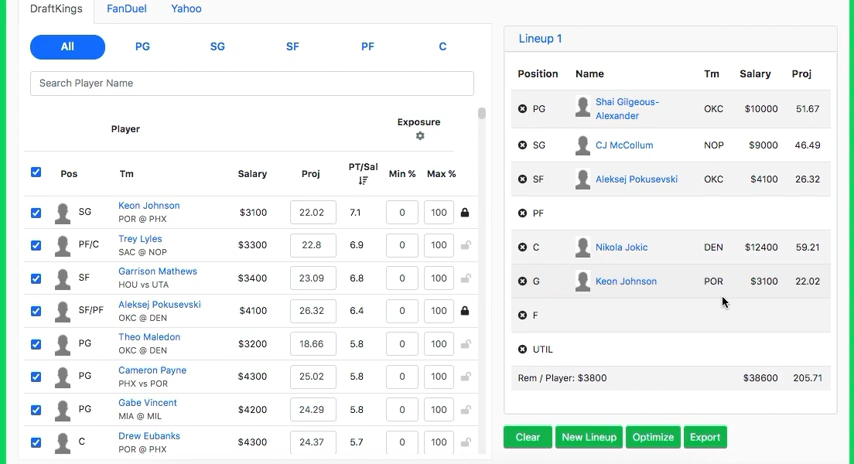 DraftKings FanDuel Yahoo
All PG SG SF PF C
Search Player Name
Player Exposure
Pos Tm Salary Proj PT/Sal Min % Max %
SG Keon Johnson $3100 22.02 7.1 0 100
POR @ PHX
PF/C Trey Lyles $3300 22.8 6.9 0 100
SAC @ NOP
SF Garrison Mathews $3400 23.09 6.8 0 100
HOU vs UTA
SF/PF Aleksej Pokusevski $4100 26.32 6.4 0 100
OKC @ DEN
PG Theo Maledon $3200 18.66 5.8 0 100
OKC @ DEN
PG Cameron Payne $4300 25.02 5.8 0 100
PHX vs POR
PG Gabe Vincent $4200 24.29 5.8 0 100
MIA @ MIL
C Drew Eubanks $4300 24.37 5.7 0 100
POR @ PHX
Lineup 1
Position Name Tm Salary Proj
PG Shai Gilgeous-
Alexander OKC $10000 51.67
SG CJ McCollum NOP $9000 46.49
SF Aleksej Pokusevski OKC $4100 26.32
PF
C Nikola Jokic DEN $12400 59.21
G Keon Johnson POR $3100 22.02
F
UTIL
Rem / Player: $3800 $38600 205.71
Clear New Lineup Optimize Export